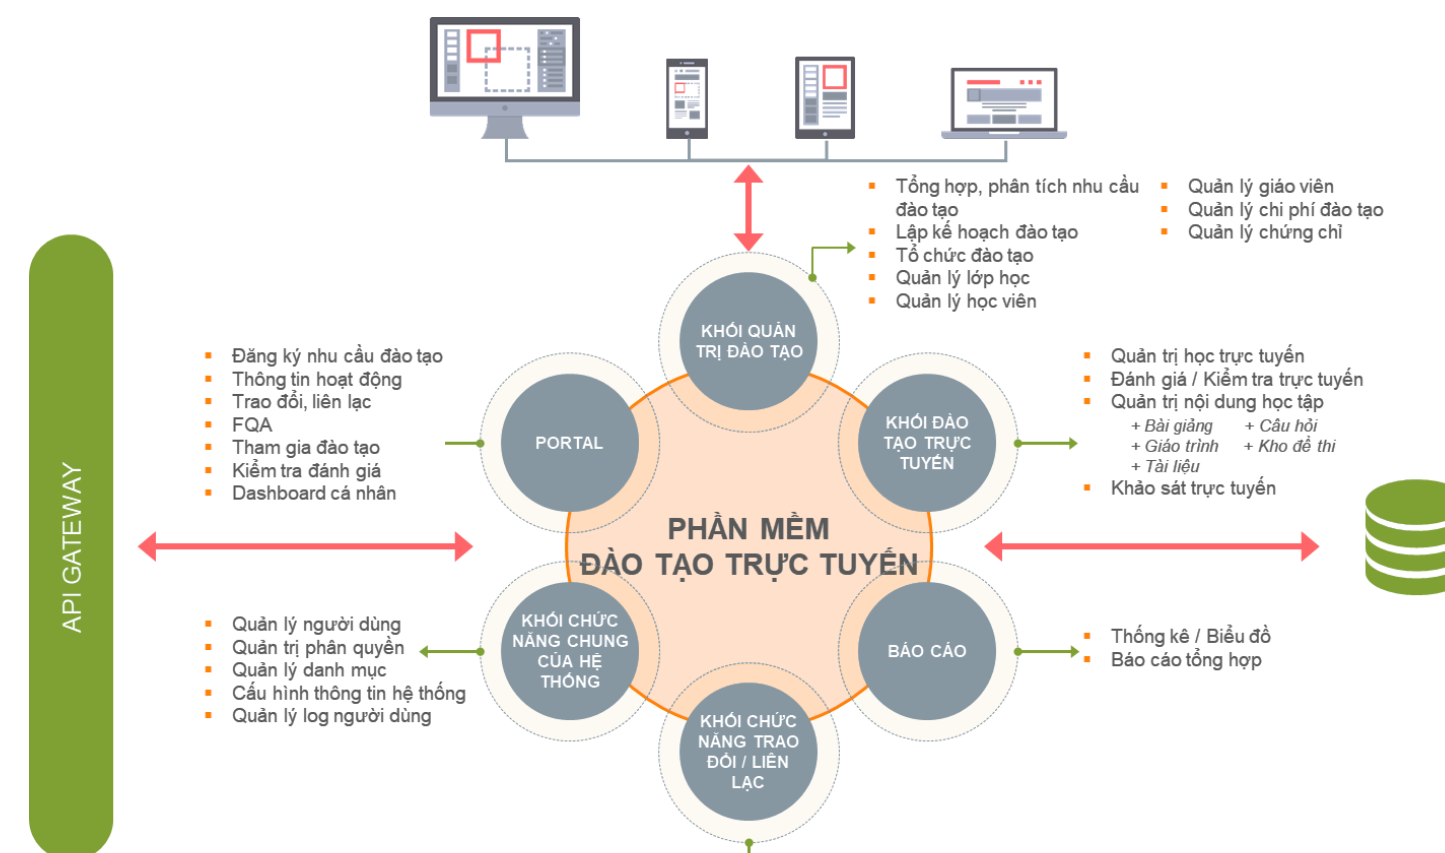 Tổng hợp, phân tích nhu cầu
đào tạo
Lập kế hoạch đào tạo
Tổ chức đào tạo
Quản lý lớp học
Quản lý học viên
Quản lý giáo viên
Quản lý chi phí đào tạo
Quản lý chứng chỉ
KHỐI QUẢN
TRỊ ĐÀO TẠO
Đăng ký nhu cầu đào tạo
Thông tin hoạt động
Trao đổi, liên lạc
FQA
Tham gia đào tạo
Kiểm tra đánh giá
Dashboard cá nhân
PORTAL
KHỐI ĐÀO
TẠO TRỰC
TUYẾN
Quản trị học trực tuyến
Đánh giá / Kiểm tra trực tuyến
Quản trị nội dung học tập
+ Bài giảng + Câu hỏi
+ Giáo trình + Kho đề thi
+ Tài liệu
Khảo sát trực tuyến
API GATEWAY
PHẦN MỀM
ĐÀO TẠO TRỰC TUYẾN
Quản lý người dùng
Quản trị phân quyền
Quản lý danh mục
Cấu hình thông tin hệ thống
Quản lý log người dùng
KHỐI CHỨC
NĂNG CHUNG
CỦA HỆ
THỐNG
BÁO CÁO
Thống kê / Biểu đồ
Báo cáo tổng hợp
KHỐI CHỨC
NĂNG TRAO
ĐỔI / LIÊN
LẠC